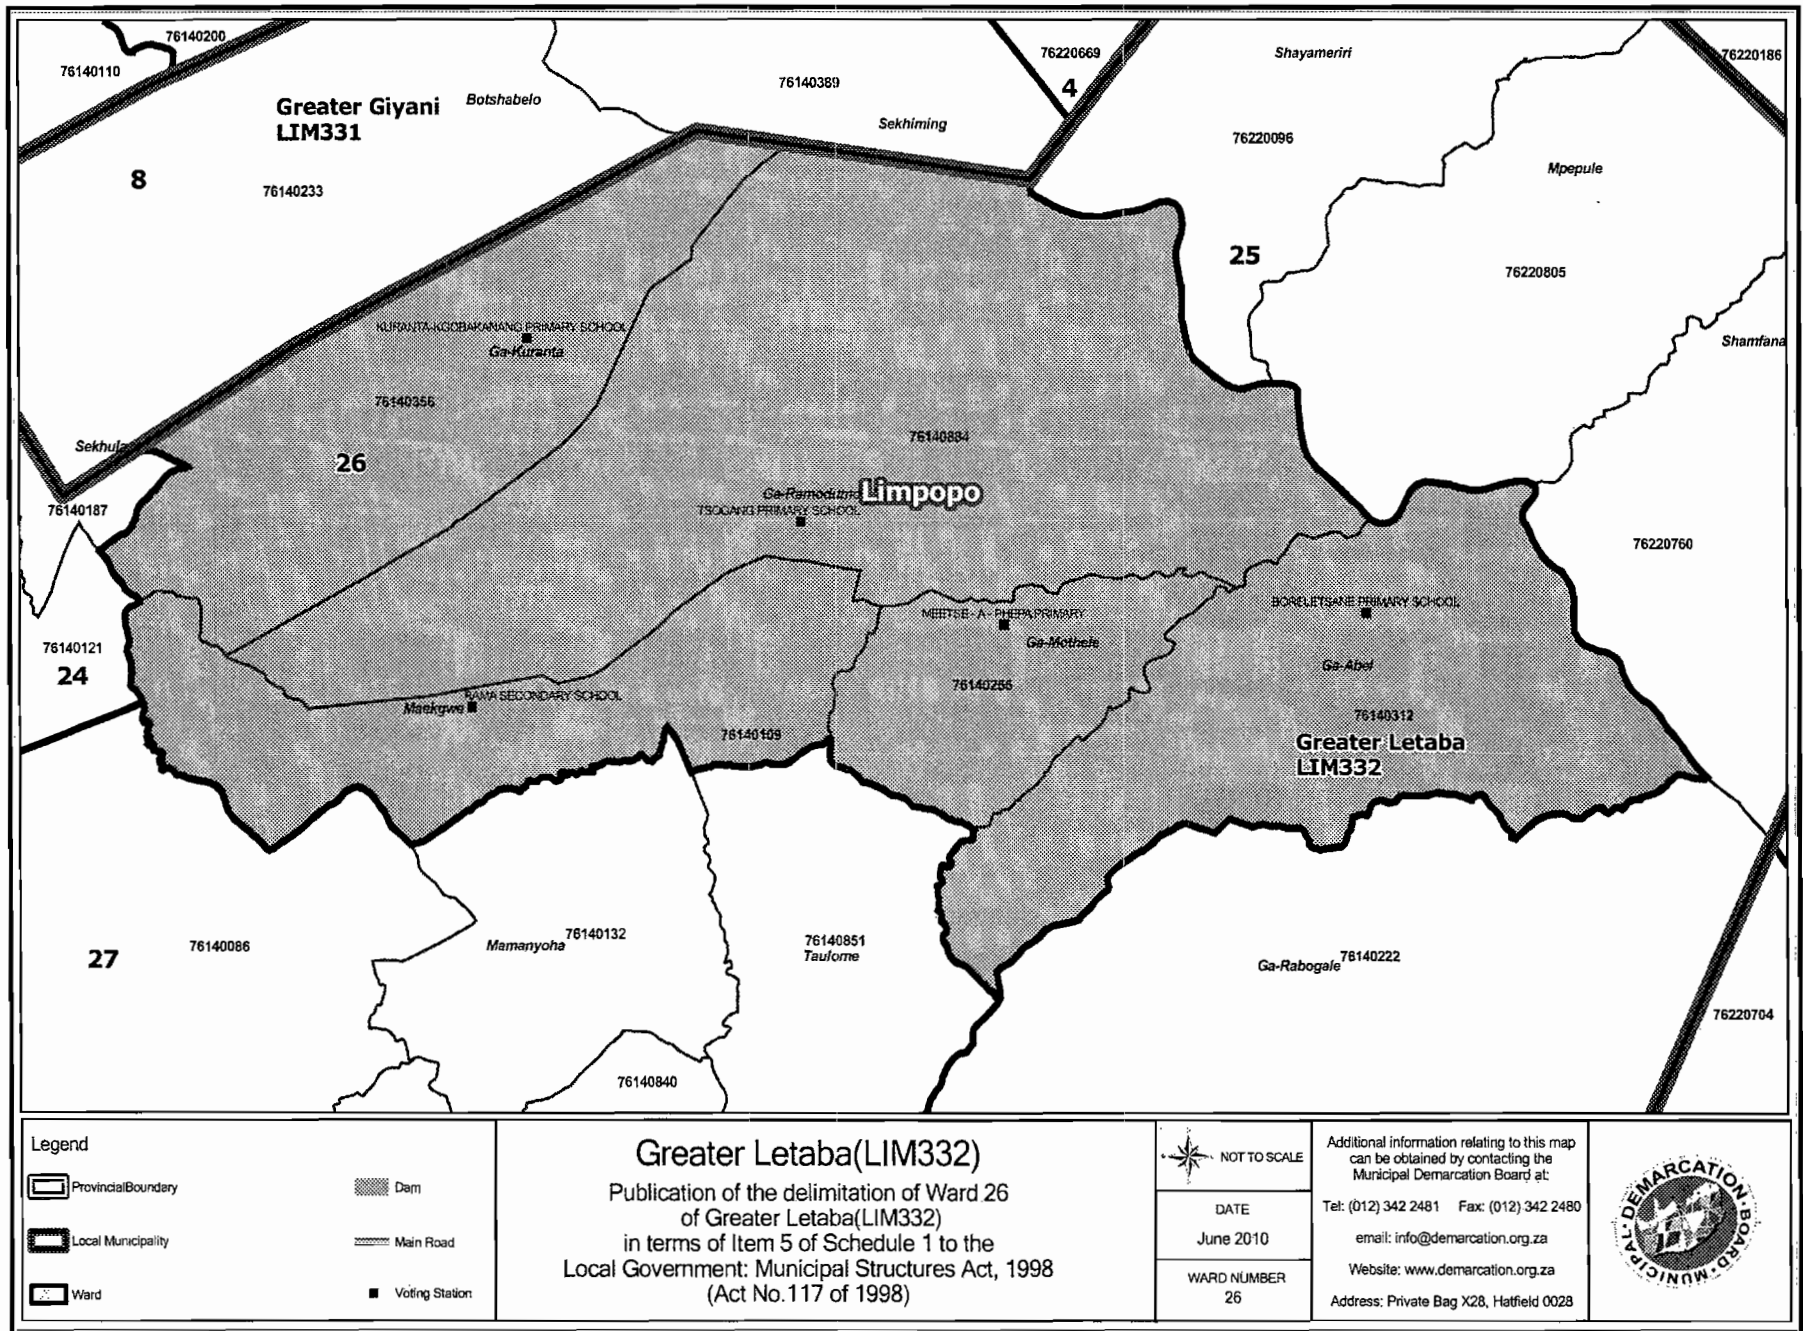 76140200
76140110
Greater Giyani
LIM331
Botshabelo
76140389
Sekhiming
76220669
4
Shayameriri
76220186
76220096
Mpepule
8
76140233
25
76220805
Shamfana
KURANTA-KGOBAKANANG PRIMARY SCHOOL
Ga-Kuranta
76140356
76140884
Sekhula
26
Limpopo
TSOGANG PRIMARY SCHOOL
76140187
76220760
BORELETSANE PRIMARY SCHOOL
MEETSE - A - PHEPA PRIMARY
Ga-Mothele
76140121
24
Ga-Abel
76140255
RAMA SECONDARY SCHOOL
Maekgwe
76140109
76140312
Greater Letaba
LIM332
27
76140086
Mamanyoha
76140132
76140851
Taulome
Ga-Rabogale
76140222
76220704
76140840
Legend
ProvincialBoundary
Dam
Local Municipality
Main Road
Ward
Voting Station
Greater Letaba(LIM332)
Publication of the delimitation of Ward 26
of Greater Letaba(LIM332)
in terms of Item 5 of Schedule 1 to the
Local Government: Municipal Structures Act, 1998
(Act No.117 of 1998)
NOT TO SCALE
DATE
June 2010
WARD NUMBER
26
Additional information relating to this map
can be obtained by contacting the
Municipal Demarcation Board at:
Tel: (012) 342 2481 Fax: (012) 342 2480
email: info@demarcation.org.za
Website: www.demarcation.org.za
Address: Private Bag X28, Hatfield 0028
MUNICIPAL DEMARCATION BOARD